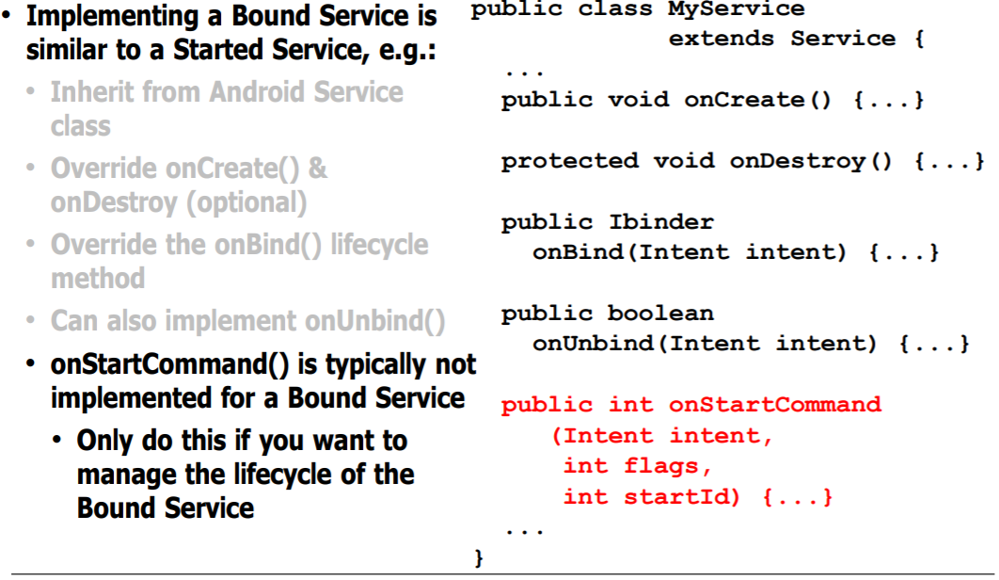 • Implementing a Bound Service is
similar to a Started Service, e.g.:
• Inherit from Android Service
class
• Override onCreate() &
onDestroy (optional)
• Override the onBind() lifecycle
method
• Can also implement onUnbind()
• onStartCommand() is typically not
implemented for a Bound Service
• Only do this if you want to
manage the lifecycle of the
Bound Service
public class MyService
extends Service {
...
public void onCreate() {...}
protected void onDestroy() {...}
public Ibinder
onBind(Intent intent) {...}
public boolean
onUnbind(Intent intent) {...}
public int onStartCommand
(Intent intent,
int flags,
int startId) {...}
...
}